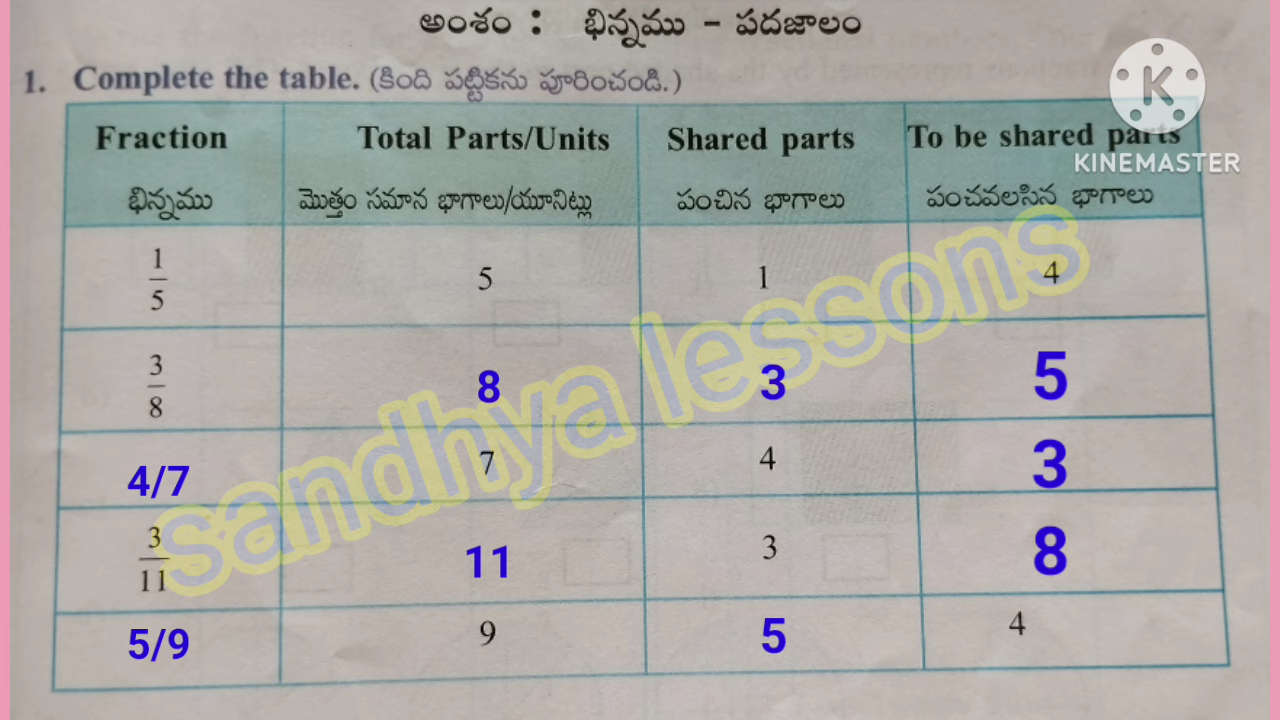 అంశం : భిన్నము - పదజాలం
1. Complete the table. (కింది పట్టికను పూరించండి.)
Fraction Total Parts/Units Shared parts To be shared parts
భిన్నము మొత్తం సమాన భాగాలు/యూనిట్లు పంచిన భాగాలు పంచవలసిన భాగాలు
1/5 5 1 4
3/8 8 3 5
4/7 7 4 3
3/11 11 3 8
5/9 9 5 4
sandhya lessons
K
KINEMASTER